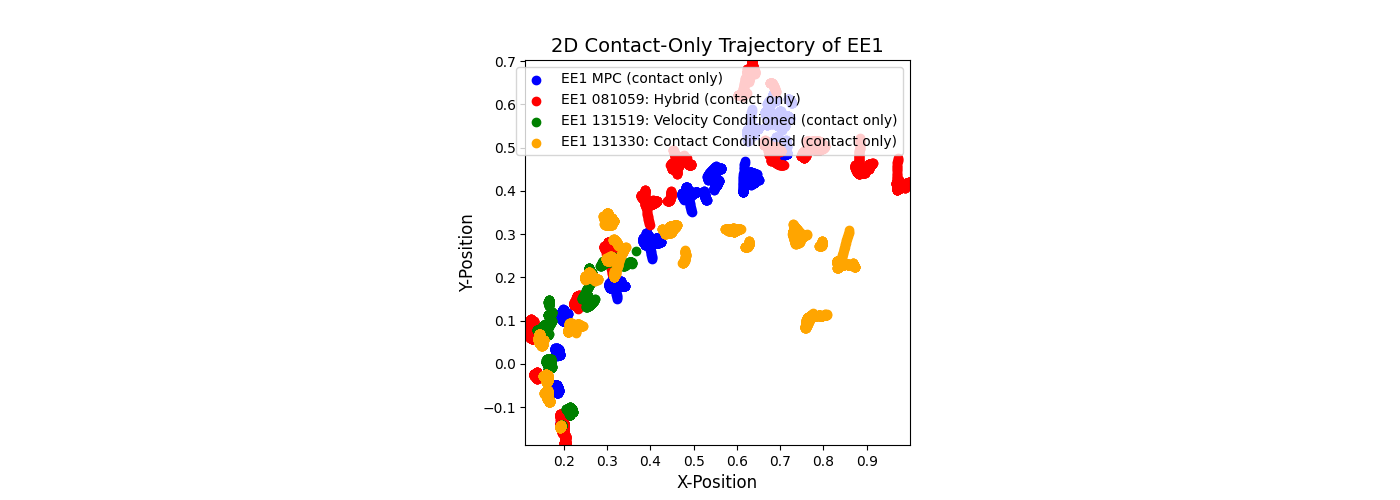 2D Contact-Only Trajectory of EE1
EE1 MPC (contact only)
EE1 081059: Hybrid (contact only)
EE1 131519: Velocity Conditioned (contact only)
EE1 131330: Contact Conditioned (contact only)
Y-Position
0.7
0.6
0.5
0.4
0.3
0.2
0.1
0.0
−0.1
0.2 0.3 0.4 0.5 0.6 0.7 0.8 0.9
X-Position